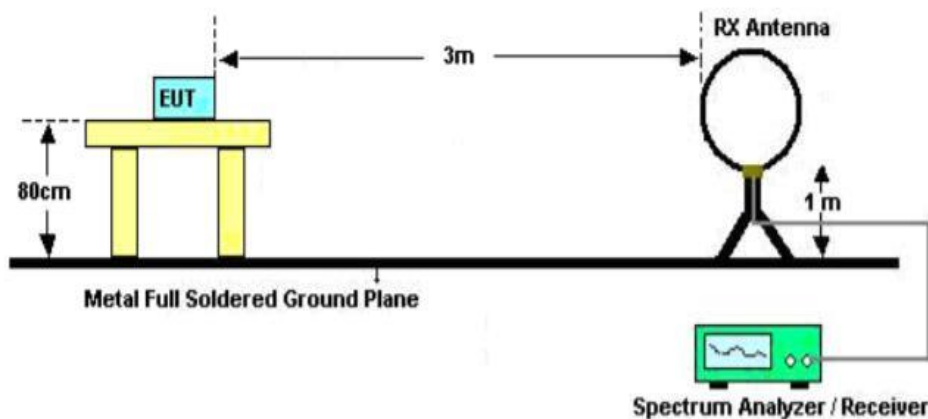 RX Antenna
3m
EUT
80cm
1 m
Metal Full Soldered Ground Plane
Spectrum Analyzer / Receiver